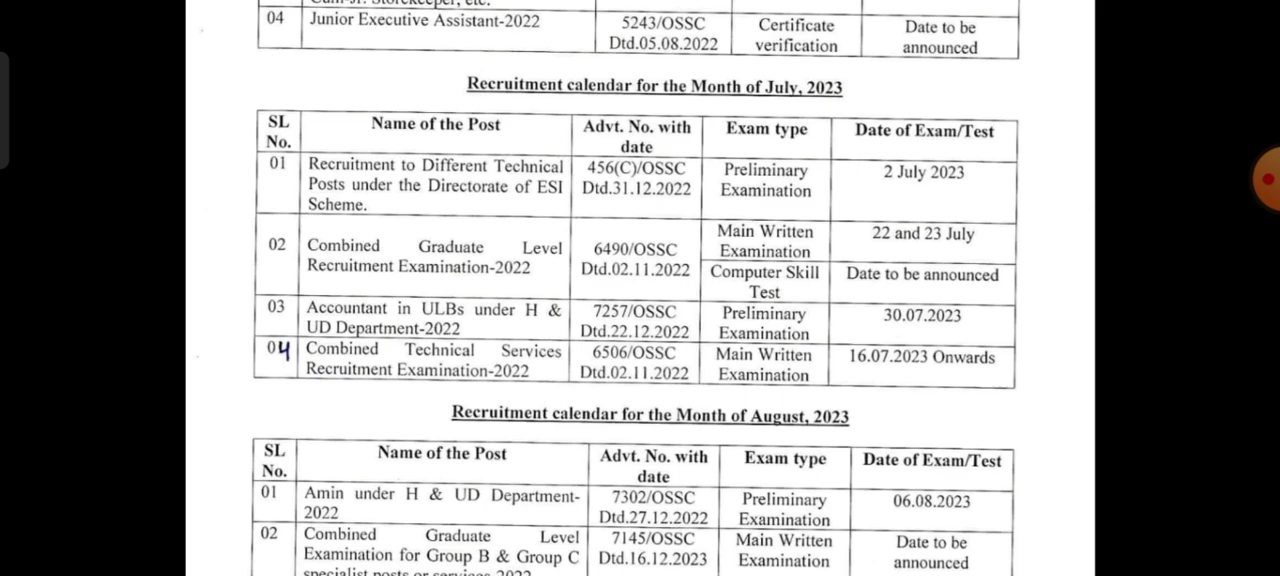 04 Junior Executive Assistant-2022 5243/OSSC Certificate Date to be
Dtd.05.08.2022 verification announced
Recruitment calendar for the Month of July, 2023
SL Name of the Post Advt. No. with Exam type Date of Exam/Test
No. date
01 Recruitment to Different Technical 456(C)/OSSC Preliminary 2 July 2023
Posts under the Directorate of ESI Dtd.31.12.2022 Examination
Scheme.
Main Written 22 and 23 July
02 Combined Graduate Level 6490/OSSC Examination
Recruitment Examination-2022 Dtd.02.11.2022 Computer Skill Date to be announced
Test
03 Accountant in ULBs under H & 7257/OSSC Preliminary 30.07.2023
UD Department-2022 Dtd.22.12.2022 Examination
04 Combined Technical Services 6506/OSSC Main Written 16.07.2023 Onwards
Recruitment Examination-2022 Dtd.02.11.2022 Examination
Recruitment calendar for the Month of August, 2023
SL Name of the Post Advt. No. with Exam type Date of Exam/Test
No. date
01 Amin under H & UD Department- 7302/OSSC Preliminary 06.08.2023
2022 Dtd.27.12.2022 Examination
02 Combined Graduate Level 7145/OSSC Main Written Date to be
Examination for Group B & Group C Dtd.16.12.2023 Examination announced